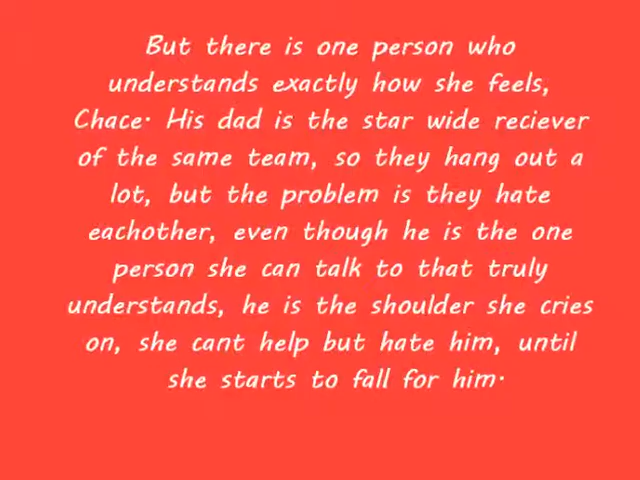 But there is one person who
understands exactly how she feels,
Chace. His dad is the star wide reciever
of the same team, so they hang out a
lot, but the problem is they hate
eachother, even though he is the one
person she can talk to that truly
understands, he is the shoulder she cries
on, she cant help but hate him, until
she starts to fall for him.